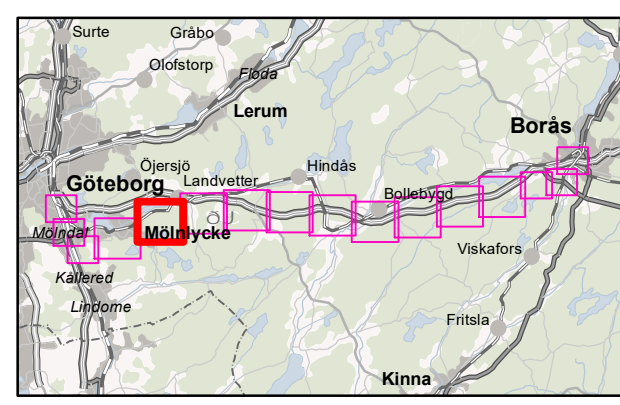 Surte
Gråbo
Olofstorp
Floda
Lerum
Borås
Öjersjö
Hindås
Göteborg
Landvetter
Bollebygd
Mölndal
Mölnlycke
Viskafors
Kållered
Lindome
Fritsla
Kinna